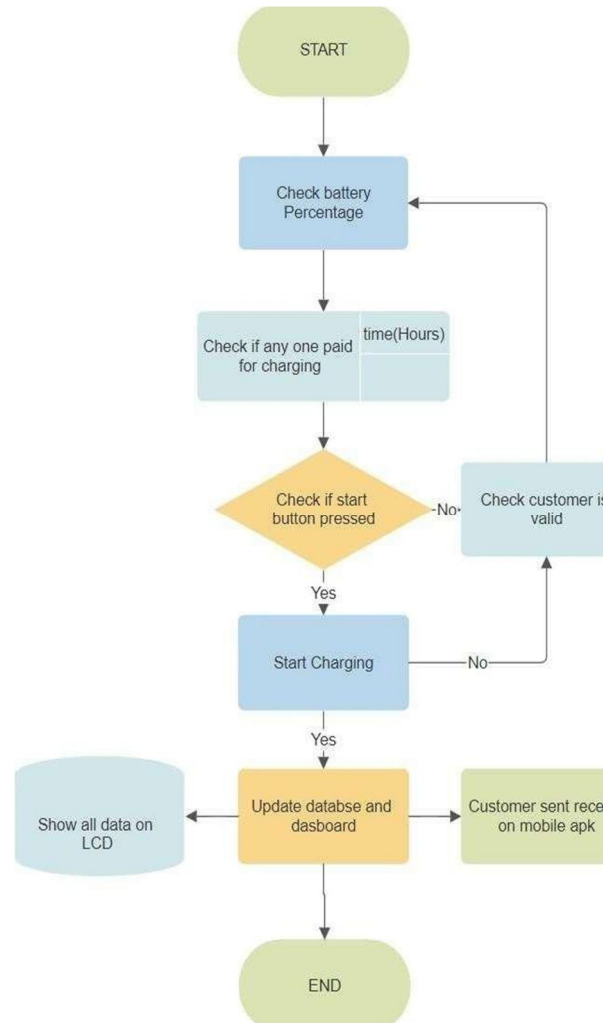 START
Check battery
Percentage
Check if any one paid
for charging
time(Hours)
Check if start
button pressed
No
Check customer is
valid
Yes
Start Charging
No
Yes
Show all data on
LCD
Update databse and
dasboard
Customer sent
on mobile apk
END